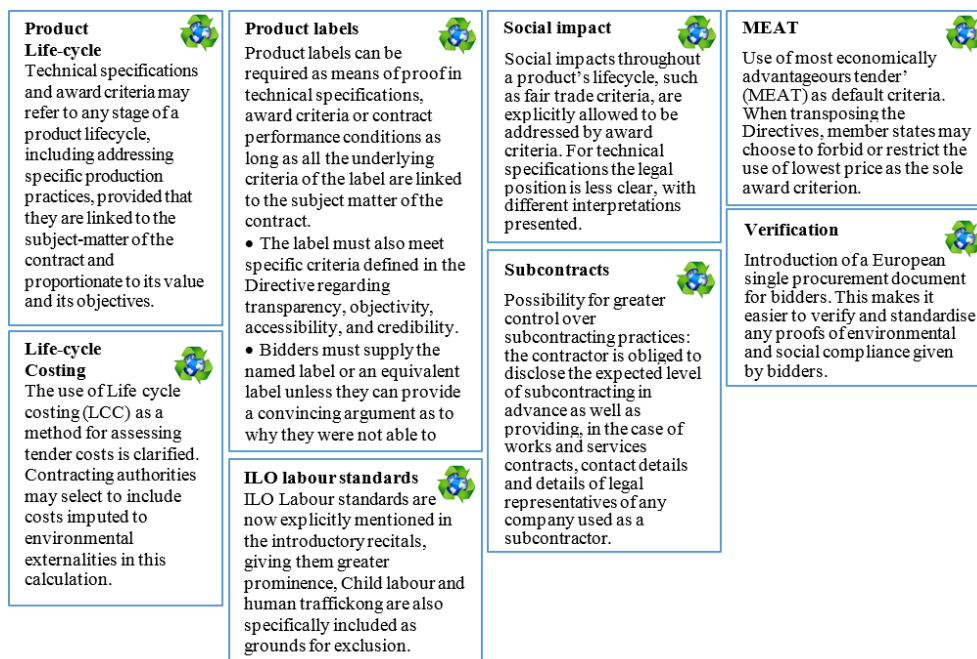 Product
Life-cycle
Technical specifications
and award criteria may
refer to any stage of a
product lifecycle,
including addressing
specific production
practices, provided that
they are linked to the
subject-matter of the
contract and
proportionate to its value
and its objectives.
Life-cycle
Costing
The use of Life cycle
costing (LCC) as a
method for assessing
tender costs is clarified.
Contracting authorities
may select to include
costs imputed to
environmental
externalities in this
calculation.
Product labels
Product labels can be
required as means of proof in
technical specifications,
award criteria or contract
performance conditions as
long as all the underlying
criteria of the label are linked
to the subject matter of the
contract.
• The label must also meet
specific criteria defined in the
Directive regarding
transparency, objectivity,
accessibility, and credibility.
• Bidders must supply the
named label or an equivalent
label unless they can provide
a convincing argument as to
why they were not able to
ILO labour standards
ILO Labour standards are
now explicitly mentioned in
the introductory recitals,
giving them greater
prominence, Child labour and
human traffickong are also
specifically included as
grounds for exclusion.
Social impact
Social impacts throughout
a product's lifecycle, such
as fair trade criteria, are
explicitly allowed to be
addressed by award
criteria. For technical
specifications the legal
position is less clear, with
different interpretations
presented.
Subcontracts
Possibility for greater
control over
subcontracting practices:
the contractor is obliged to
disclose the expected level
of subcontracting in
advance as well as
providing, in the case of
works and services
contracts, contact details
and details of legal
representatives of any
company used as a
subcontractor.
MEAT
Use of most economically
advantageours tender'
(MEAT) as default criteria.
When transposing the
Directives, member states may
choose to forbid or restrict
the use of lowest price as the sole
award criterion.
Verification
Introduction of a European
single procurement document
for bidders. This makes it
easier to verify and standardise
any proofs of environmental
and social compliance given
by bidders.